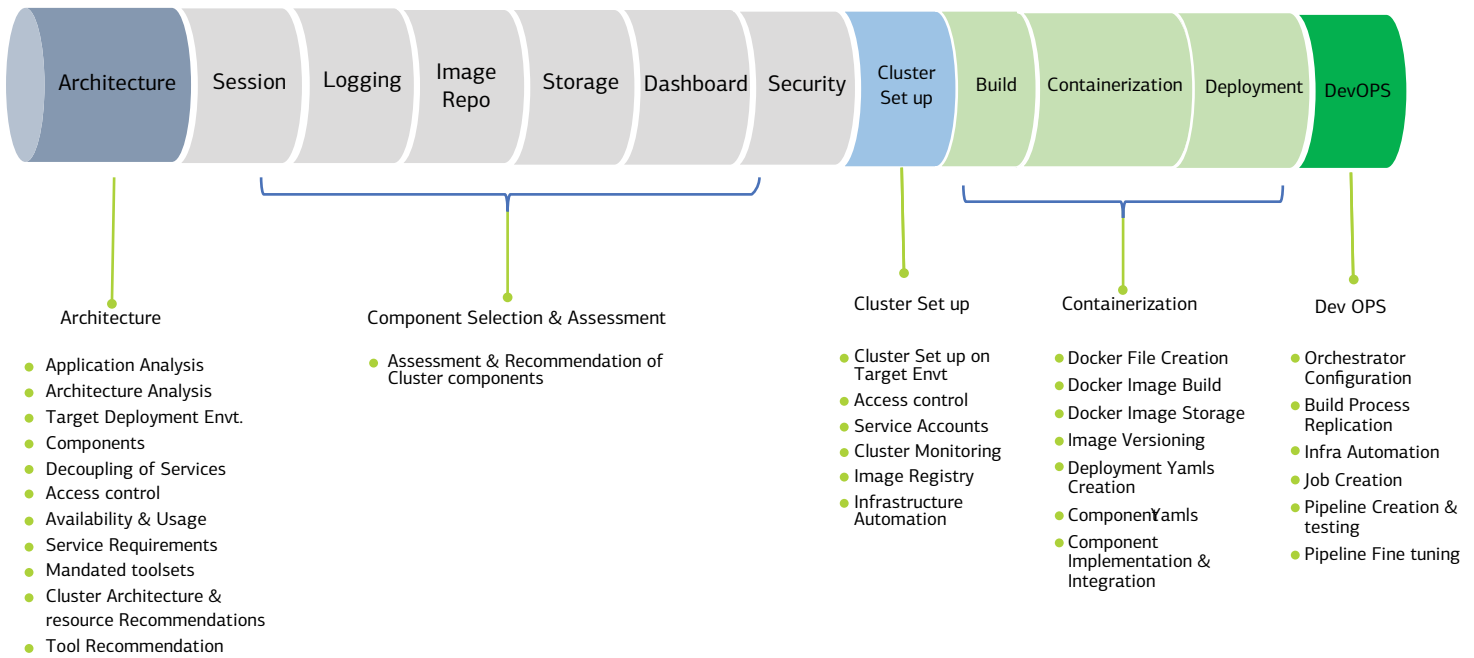 Architecture
Session
Logging
Image
Repo
Storage
Dashboard
Security
Cluster
Set up
Build
Containerization
Deployment
DevOPS
Architecture
Application Analysis
Architecture Analysis
Target Deployment Envt.
Components
Decoupling of Services
Access control
Availability & Usage
Service Requirements
Mandated toolsets
Cluster Architecture &
resource Recommendations
Tool Recommendation
Component Selection & Assessment
Assessment & Recommendation of
Cluster components
Cluster Set up
Cluster Set up on
Target Envt
Access control
Service Accounts
Cluster Monitoring
Image Registry
Infrastructure
Automation
Containerization
Docker File Creation
Docker Image Build
Docker Image Storage
Image Versioning
Deployment Yamls
Creation
Component Yamls
Component
Implementation &
Integration
Dev OPS
Orchestrator
Configuration
Build Process
Replication
Infra Automation
Job Creation
Pipeline Creation &
testing
Pipeline Fine tuning